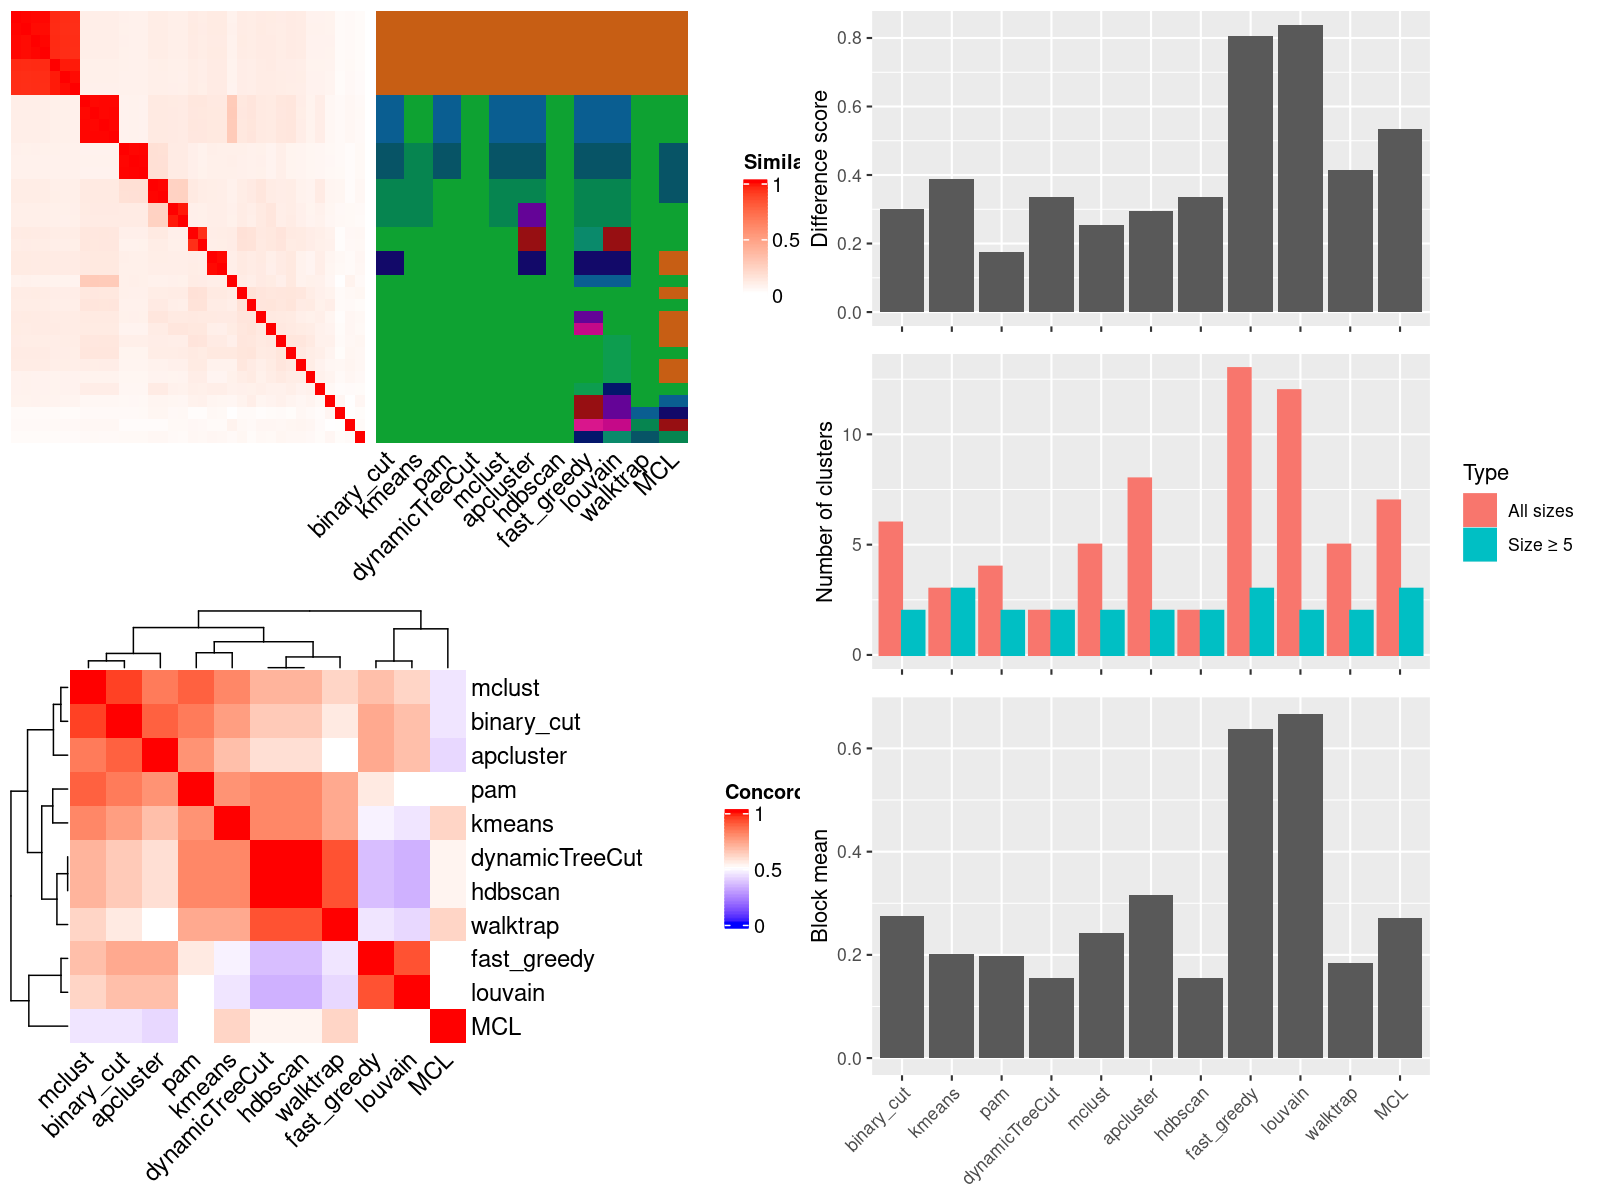 Simila
1
0.5
0
binary_cut
kmeans
pam
dynamicTreeCut
mclust
apcluster
hdbscan
fast_greedy
louvain
walktrap
MCL
mclust
binary_cut
apcluster
pam
kmeans
dynamicTreeCut
hdbscan
walktrap
fast_greedy
louvain
MCL
mclust
binary_cut
apcluster
pam
kmeans
dynamicTreeCut
hdbscan
walktrap
fast_greedy
louvain
MCL
Concord
1
0.5
0
Difference score
0.8
0.6
0.4
0.2
0.0
Number of clusters
10
5
0
Type
All sizes
Size ≥ 5
Block mean
0.6
0.4
0.2
0.0
binary_cut
kmeans
pam
dynamicTreeCut
mclust
apcluster
hdbscan
fast_greedy
louvain
walktrap
MCL